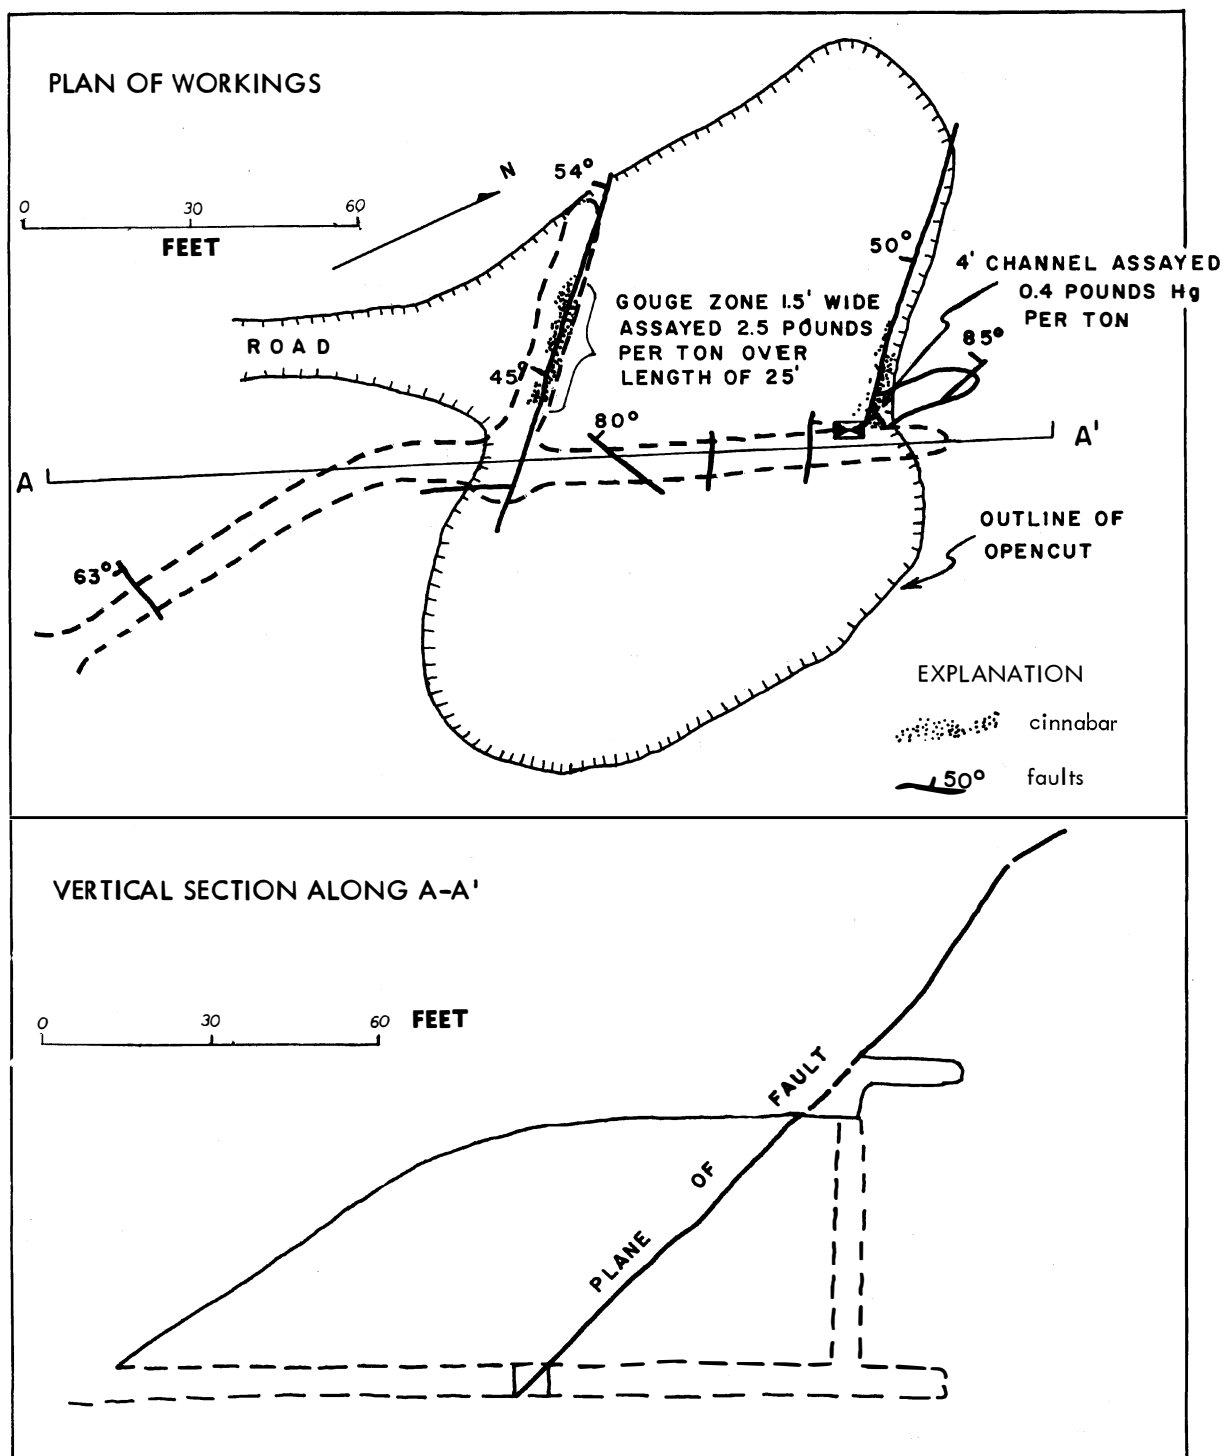 PLAN OF WORKINGS
N
54°
0 30 60
FEET
50°
4' CHANNEL ASSAYED
0.4 POUNDS Hg
PER TON
GOUGE ZONE 1.5' WIDE
ASSAYED 2.5 POUNDS
PER TON OVER
LENGTH OF 25'
85°
ROAD
45°
80°
A
A'
OUTLINE OF
OPENCUT
63°
EXPLANATION
cinnabar
50° faults
VERTICAL SECTION ALONG A-A'
0 30 60 FEET
PLANE OF FAULT